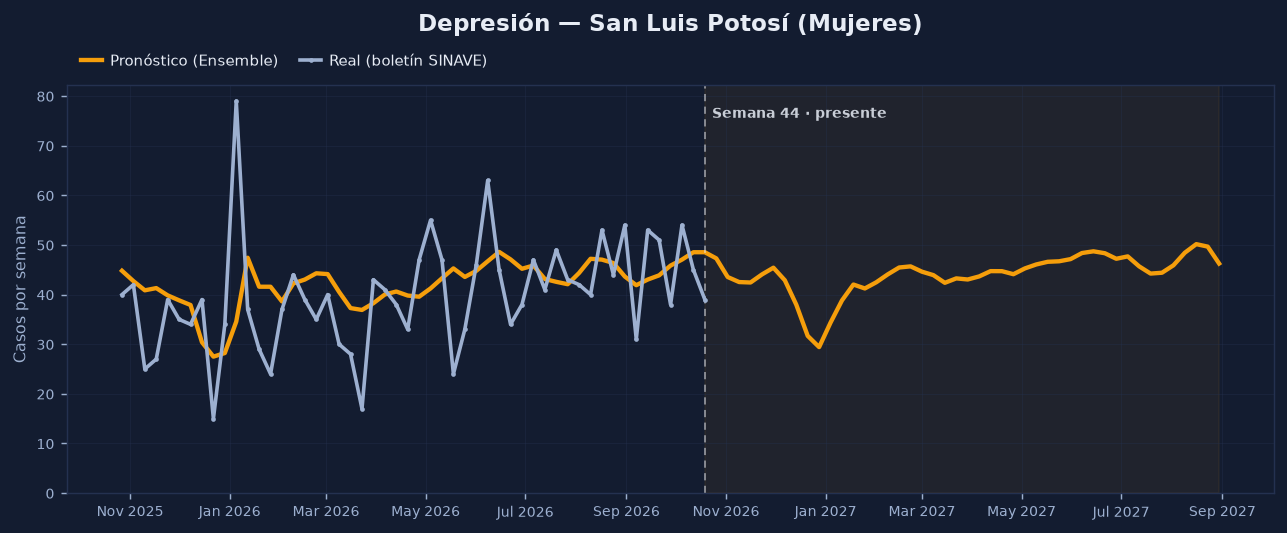 Depresión — San Luis Potosí (Mujeres)
Pronóstico (Ensemble)
Real (boletín SINAVE)
Semana 44 · presente
Casos por semana
80
70
60
50
40
30
20
10
0
Nov 2025
Jan 2026
Mar 2026
May 2026
Jul 2026
Sep 2026
Nov 2026
Jan 2027
Mar 2027
May 2027
Jul 2027
Sep 2027